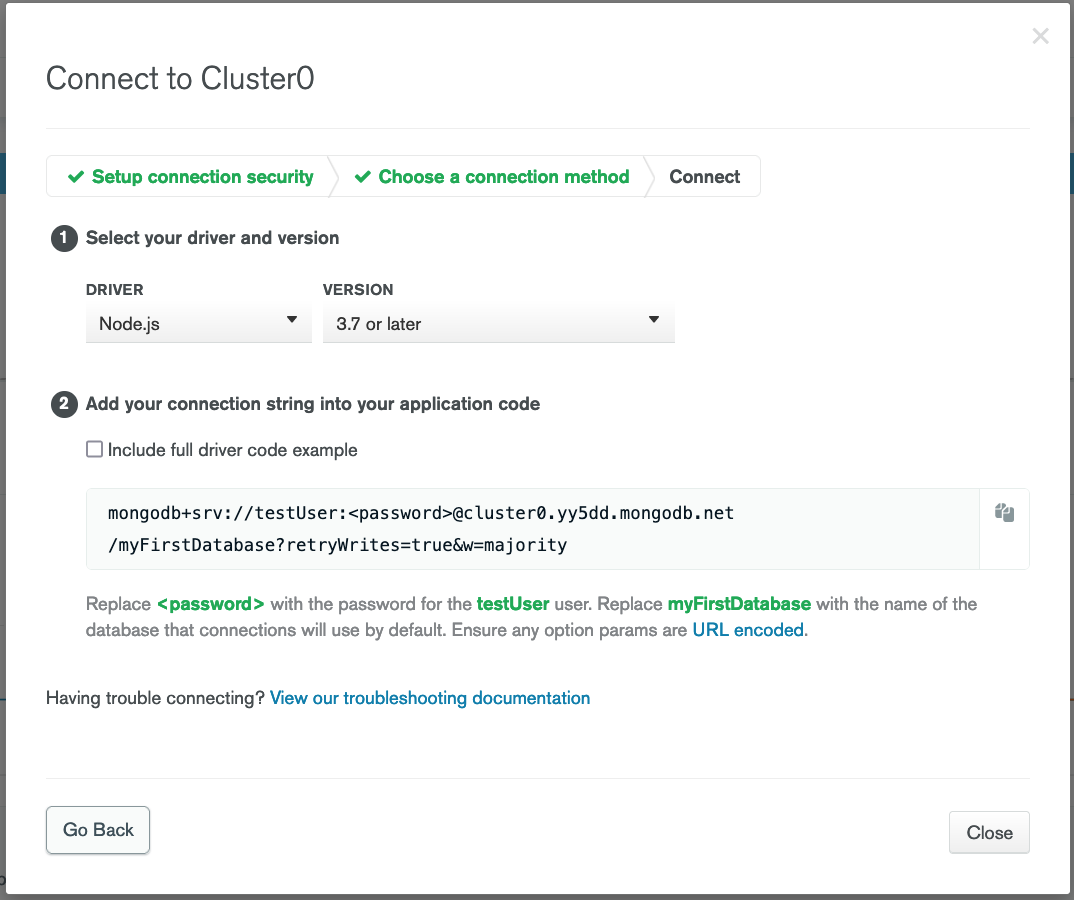 Connect to Cluster0
Setup connection security
Choose a connection method
Connect
1 Select your driver and version
DRIVER
VERSION
Node.js
3.7 or later
2 Add your connection string into your application code
Include full driver code example
mongodb+srv://testUser:<password>@cluster0.yy5dd.mongodb.net
/myFirstDatabase?retryWrites=true&w=majority
Replace <password> with the password for the testUser user. Replace myFirstDatabase with the name of the
database that connections will use by default. Ensure any option params are URL encoded.
Having trouble connecting? View our troubleshooting documentation
Go Back
Close